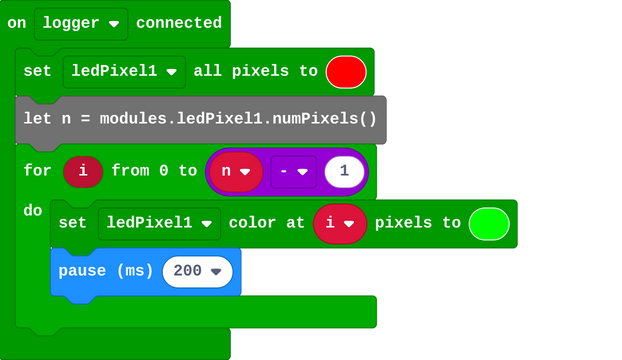 on logger connected
set ledPixel1 all pixels to
let n = modules.ledPixel1.numPixels()
for i from 0 to n - 1
do
set ledPixel1 color at i pixels to
pause (ms) 200